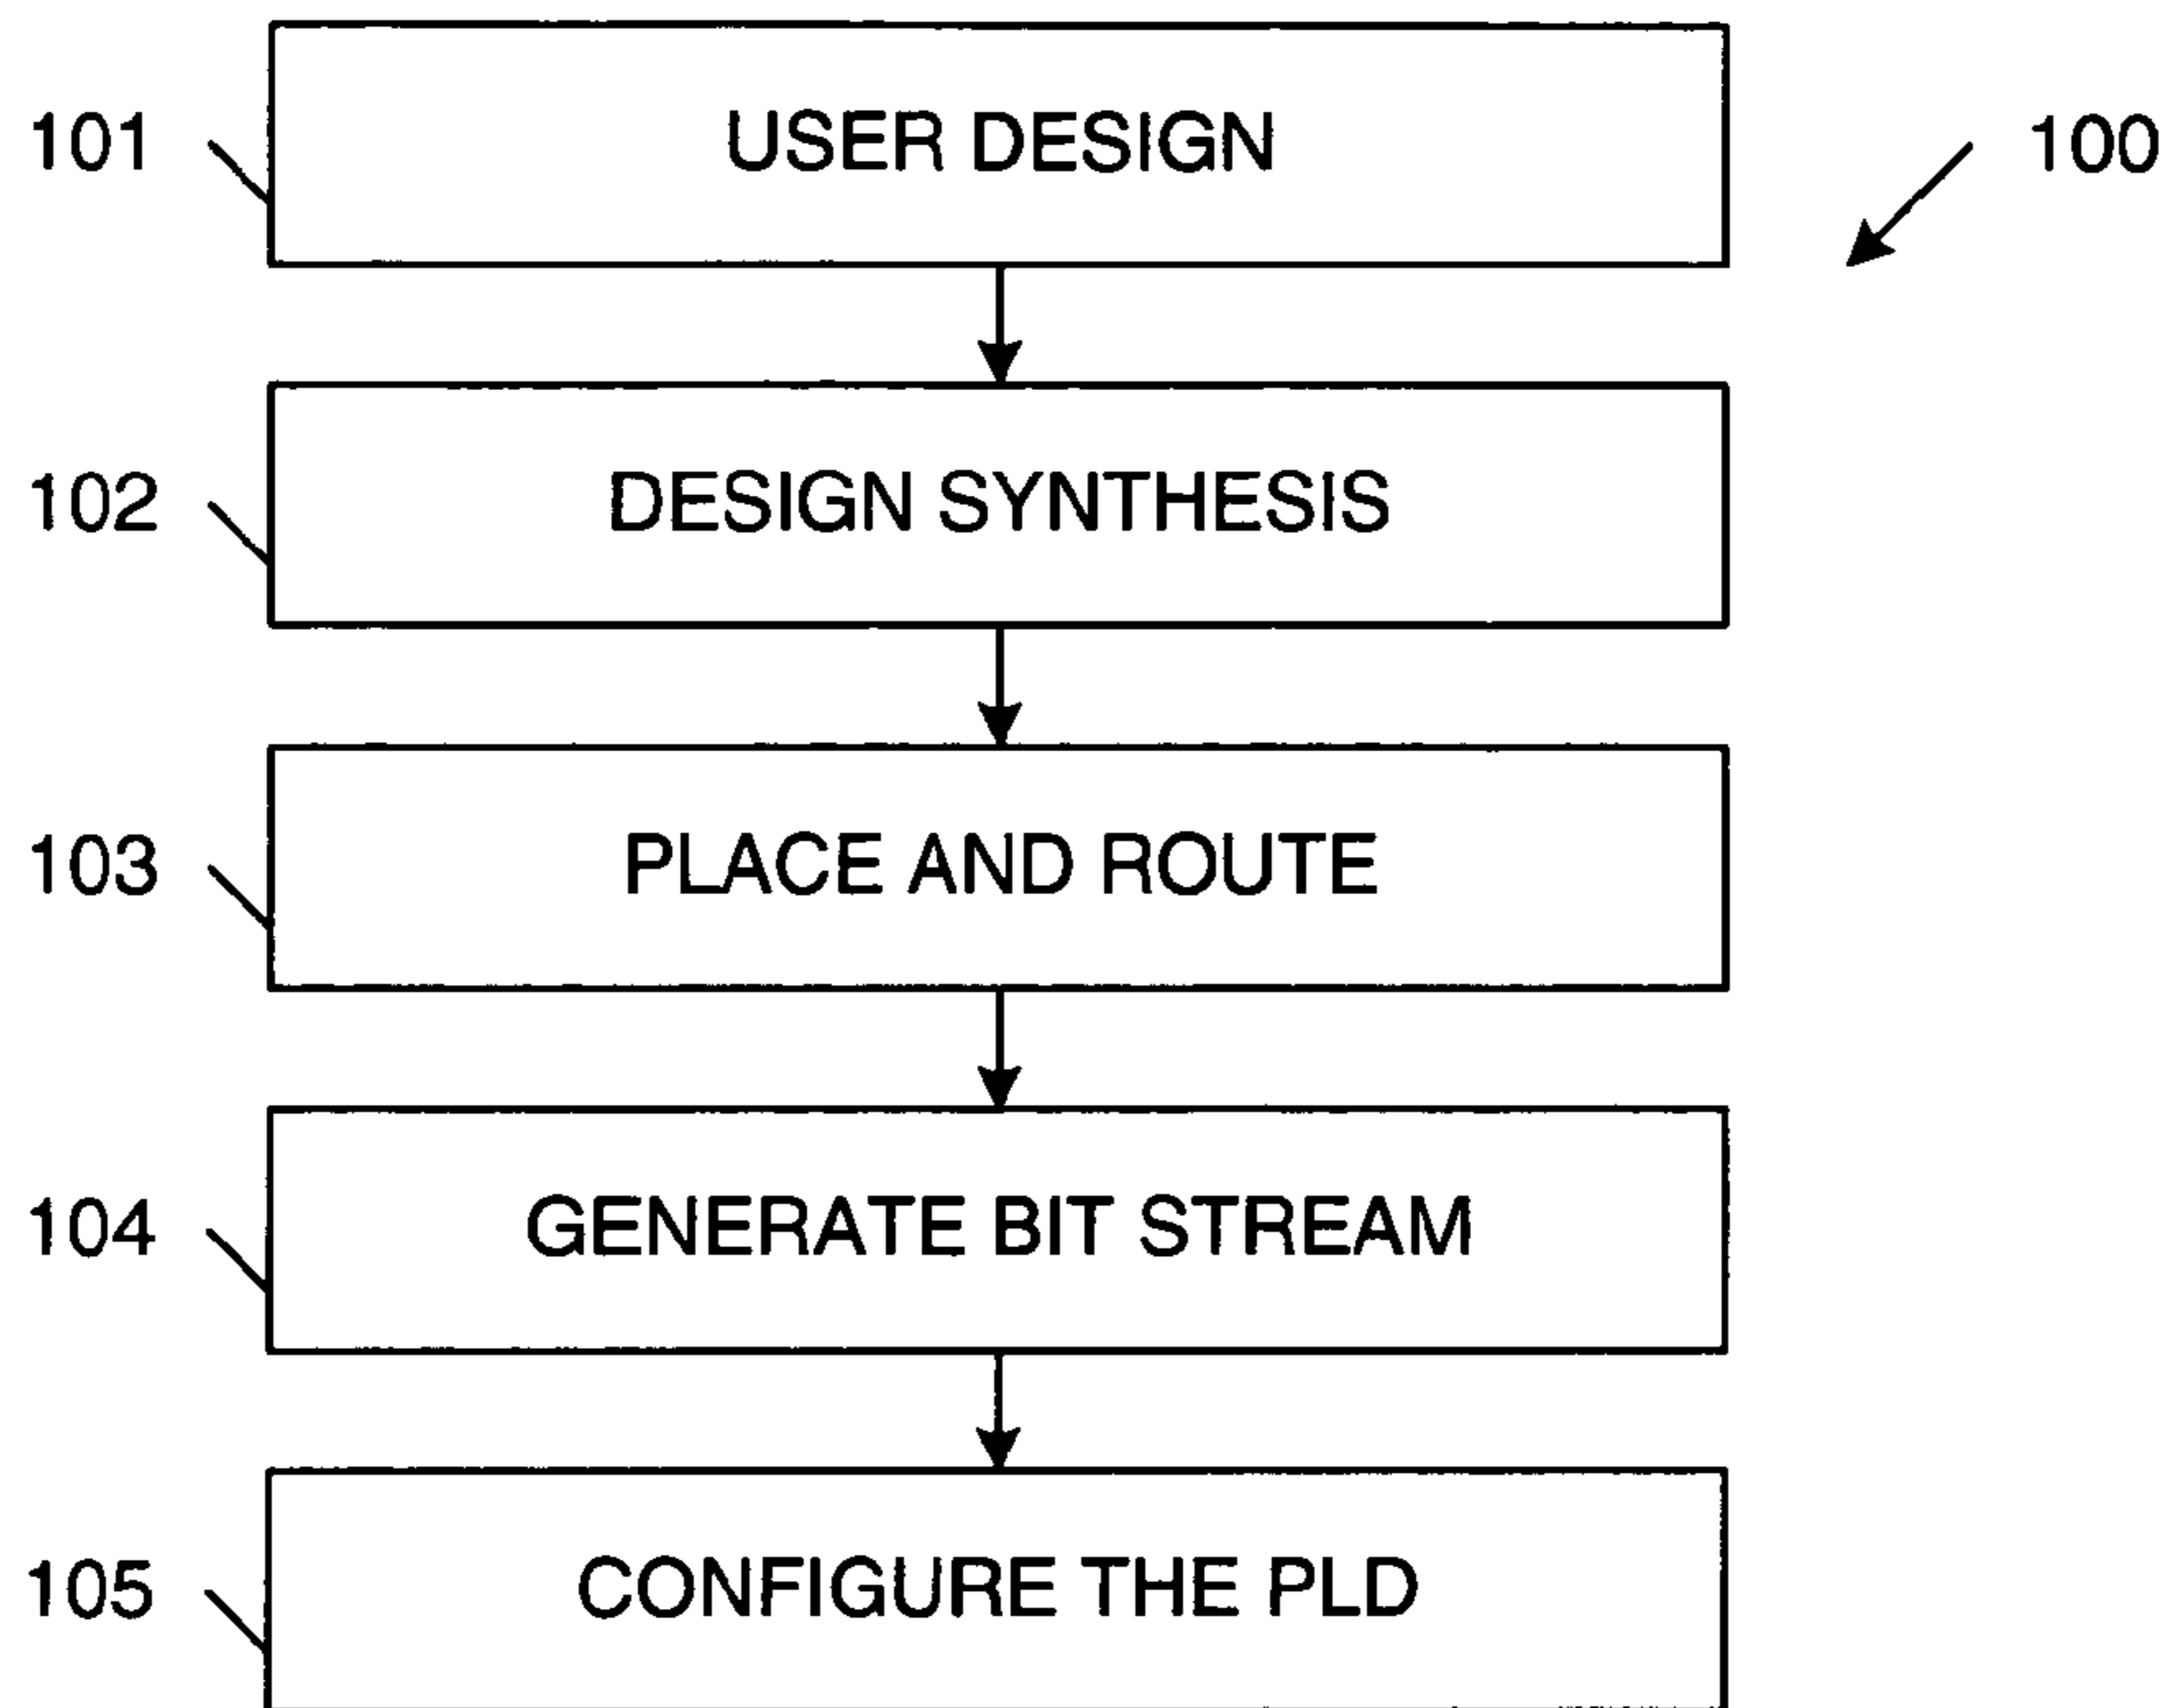 101
USER DESIGN
100
102
DESIGN SYNTHESIS
103
PLACE AND ROUTE
104
GENERATE BIT STREAM
105
CONFIGURE THE PLD